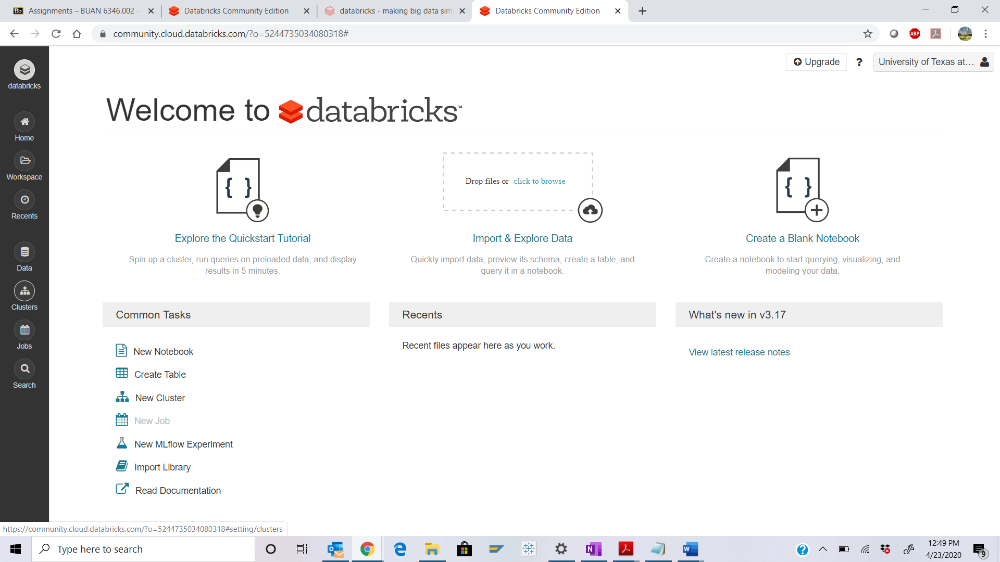 Bb Assignments – BUAN 6346.002 -
Databricks Community Edition
databricks - making big data sim
Databricks Community Edition
community.cloud.databricks.com/?o=5244735034080318#
ABP
Upgrade
?
University of Texas at...
databricks
Home
Workspace
Recents
Data
Clusters
Jobs
Search
Welcome to databricks™
{ }
Drop files or click to browse
{ }
Explore the Quickstart Tutorial
Spin up a cluster, run queries on preloaded data, and display
results in 5 minutes.
Import & Explore Data
Quickly import data, preview its schema, create a table, and
query it in a notebook.
Create a Blank Notebook
Create a notebook to start querying, visualizing, and
modeling your data.
Common Tasks
New Notebook
Create Table
New Cluster
New Job
New MLflow Experiment
Import Library
Read Documentation
Recents
Recent files appear here as you work.
What's new in v3.17
View latest release notes
https://community.cloud.databricks.com/?o=5244735034080318#setting/clusters
Type here to search
12:49 PM
4/23/2020
9